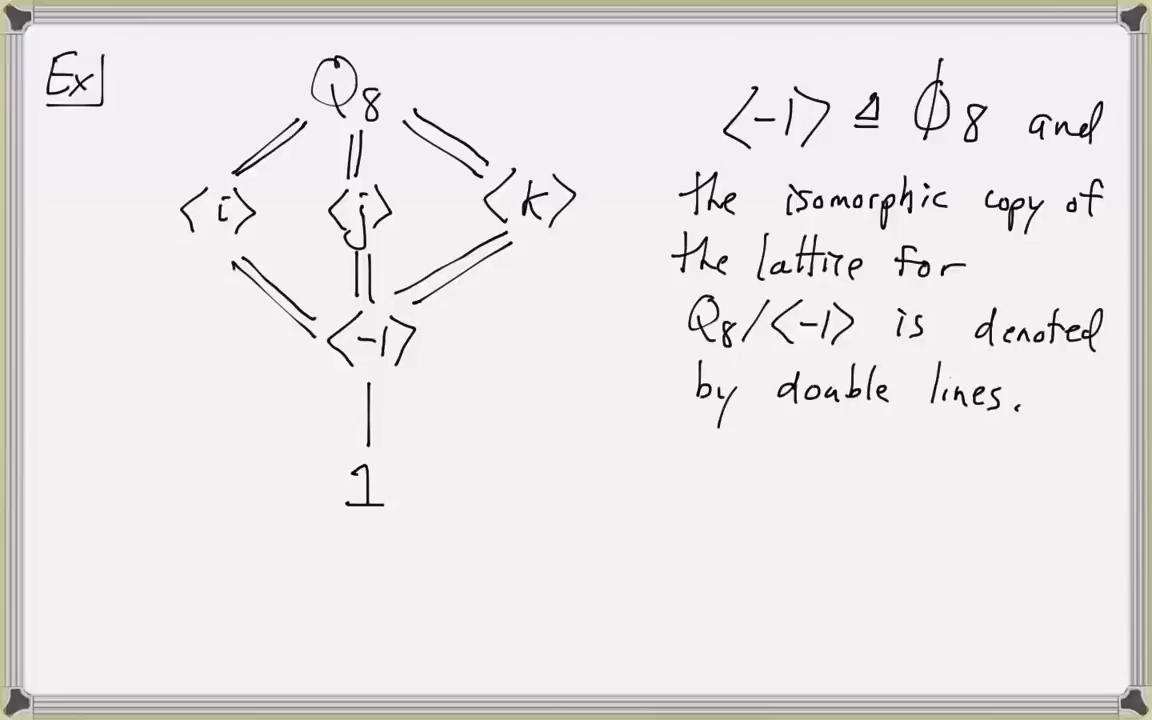 Ex
Q8
<i> <j> <k>
<-1>
1
<-1> ⊴ Q8 and
the isomorphic copy of
the lattice for
Q8/<-1> is denoted
by double lines.